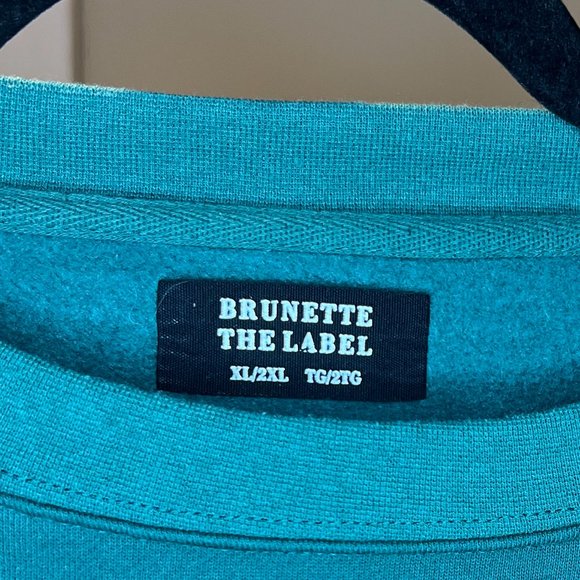 BRUNETTE
THE LABEL
XL/2XL TG/2TG